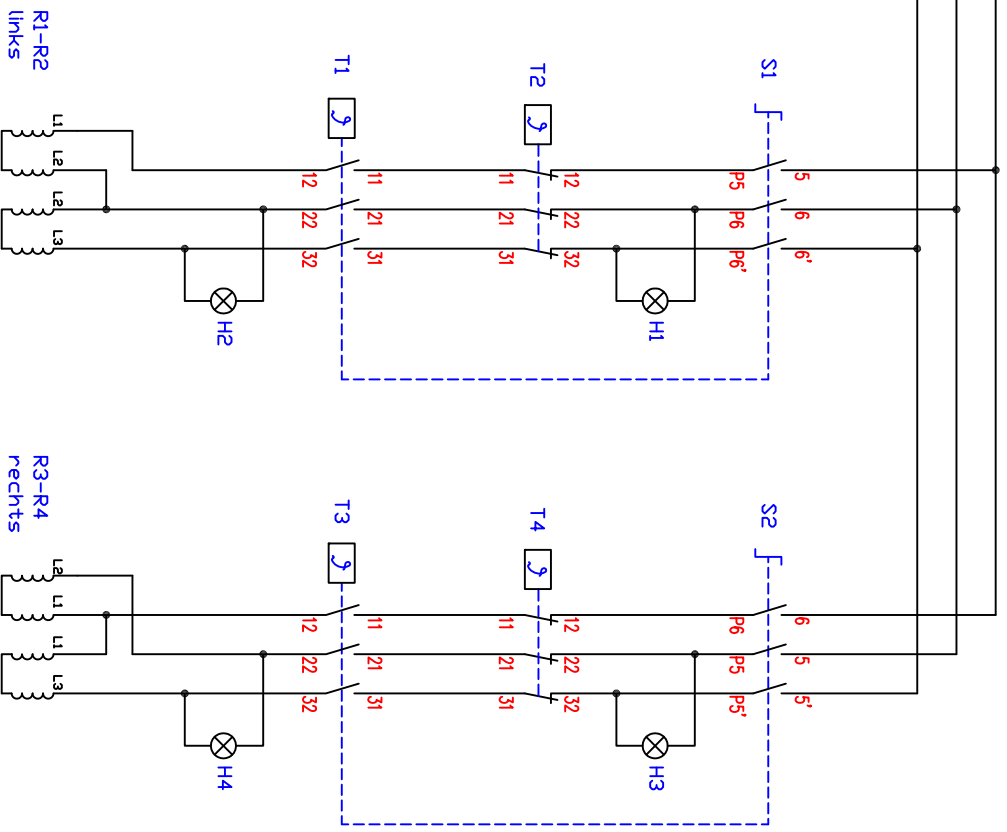 5 6 6' 6 5 5'
S1 S2
P5 P6 P6' P6 P5 P5'
H1 H3
12 22 32 12 22 32
T2 T4
11 21 31 11 21 31
11 21 31 11 21 31
T1 T3
12 22 32 12 22 32
H2 H4
L1 L2 L2 L3 L2 L1 L1 L3
R1-R2
links
R3-R4
rechts